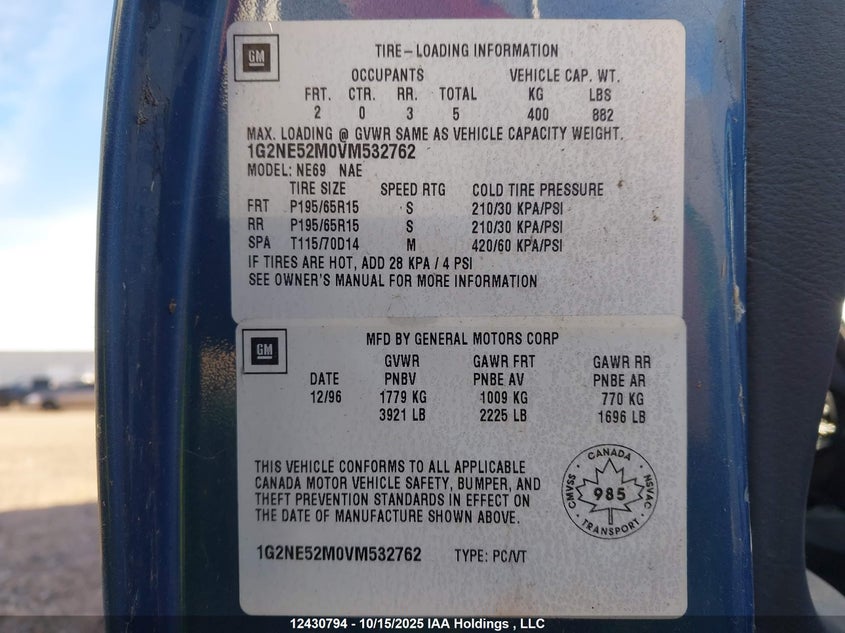 GM
TIRE-LOADING INFORMATION
OCCUPANTS VEHICLE CAP. WT.
FRT. CTR. RR. TOTAL KG LBS
2 0 3 5 400 882
MAX. LOADING @ GVWR SAME AS VEHICLE CAPACITY WEIGHT.
1G2NE52M0VM532762
MODEL: NE69 NAE
TIRE SIZE SPEED RTG COLD TIRE PRESSURE
FRT P195/65R15 S 210/30 KPA/PSI
RR P195/65R15 S 210/30 KPA/PSI
SPA T115/70D14 M 420/60 KPA/PSI
IF TIRES ARE HOT, ADD 28 KPA / 4 PSI
SEE OWNER'S MANUAL FOR MORE INFORMATION
GM
MFD BY GENERAL MOTORS CORP
GVWR GAWR FRT GAWR RR
DATE PNBV PNBE AV PNBE AR
12/96 1779 KG 1009 KG 770 KG
3921 LB 2225 LB 1696 LB
THIS VEHICLE CONFORMS TO ALL APPLICABLE
CANADA MOTOR VEHICLE SAFETY, BUMPER, AND
THEFT PREVENTION STANDARDS IN EFFECT ON
THE DATE OF MANUFACTURE SHOWN ABOVE.
CANADA
CMVSS 985 NSVAC
TRANSPORT
1G2NE52M0VM532762 TYPE: PC/VT
12430794 - 10/15/2025 IAA Holdings , LLC